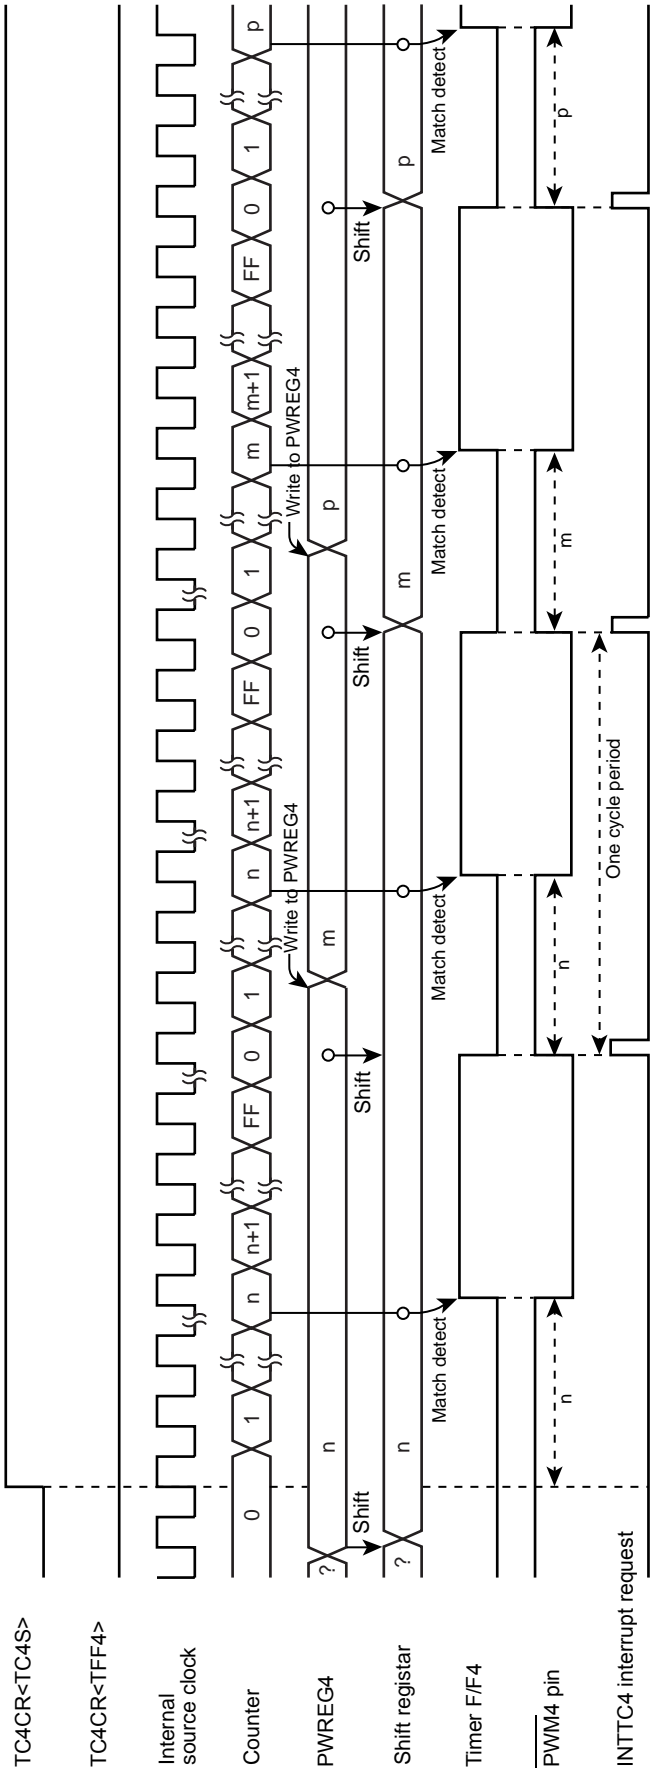 TC4CR<TC4S>
TC4CR<TFF4>
Internal
source clock
Counter 0 1 n n+1 FF 0 1 n n+1 FF 0 1 m m+1 FF 0 1 p
Write to PWREG4 Write to PWREG4
PWREG4 ? n m p
Shift Shift Shift Shift
Shift registar ? n m p
Match detect Match detect Match detect Match detect
Timer F/F4
PWM4 pin
n n m p
One cycle period
INTTC4 interrupt request